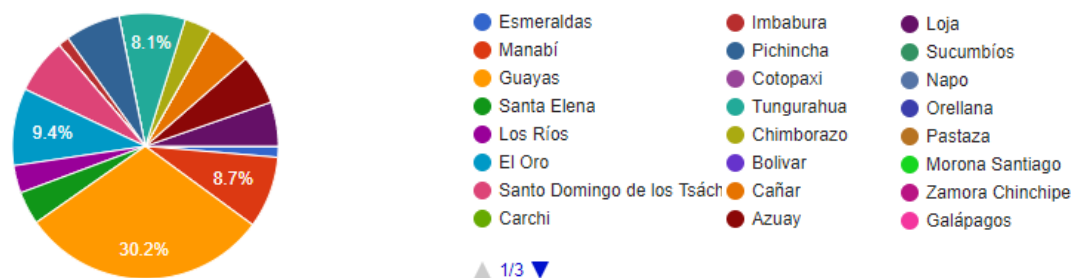 8.1%
9.4%
8.7%
30.2%
Esmeraldas
Manabí
Guayas
Santa Elena
Los Ríos
El Oro
Santo Domingo de los Tsách
Carchi
Imbabura
Pichincha
Cotopaxi
Tungurahua
Chimborazo
Bolivar
Cañar
Azuay
Loja
Sucumbíos
Napo
Orellana
Pastaza
Morona Santiago
Zamora Chinchipe
Galápagos
1/3